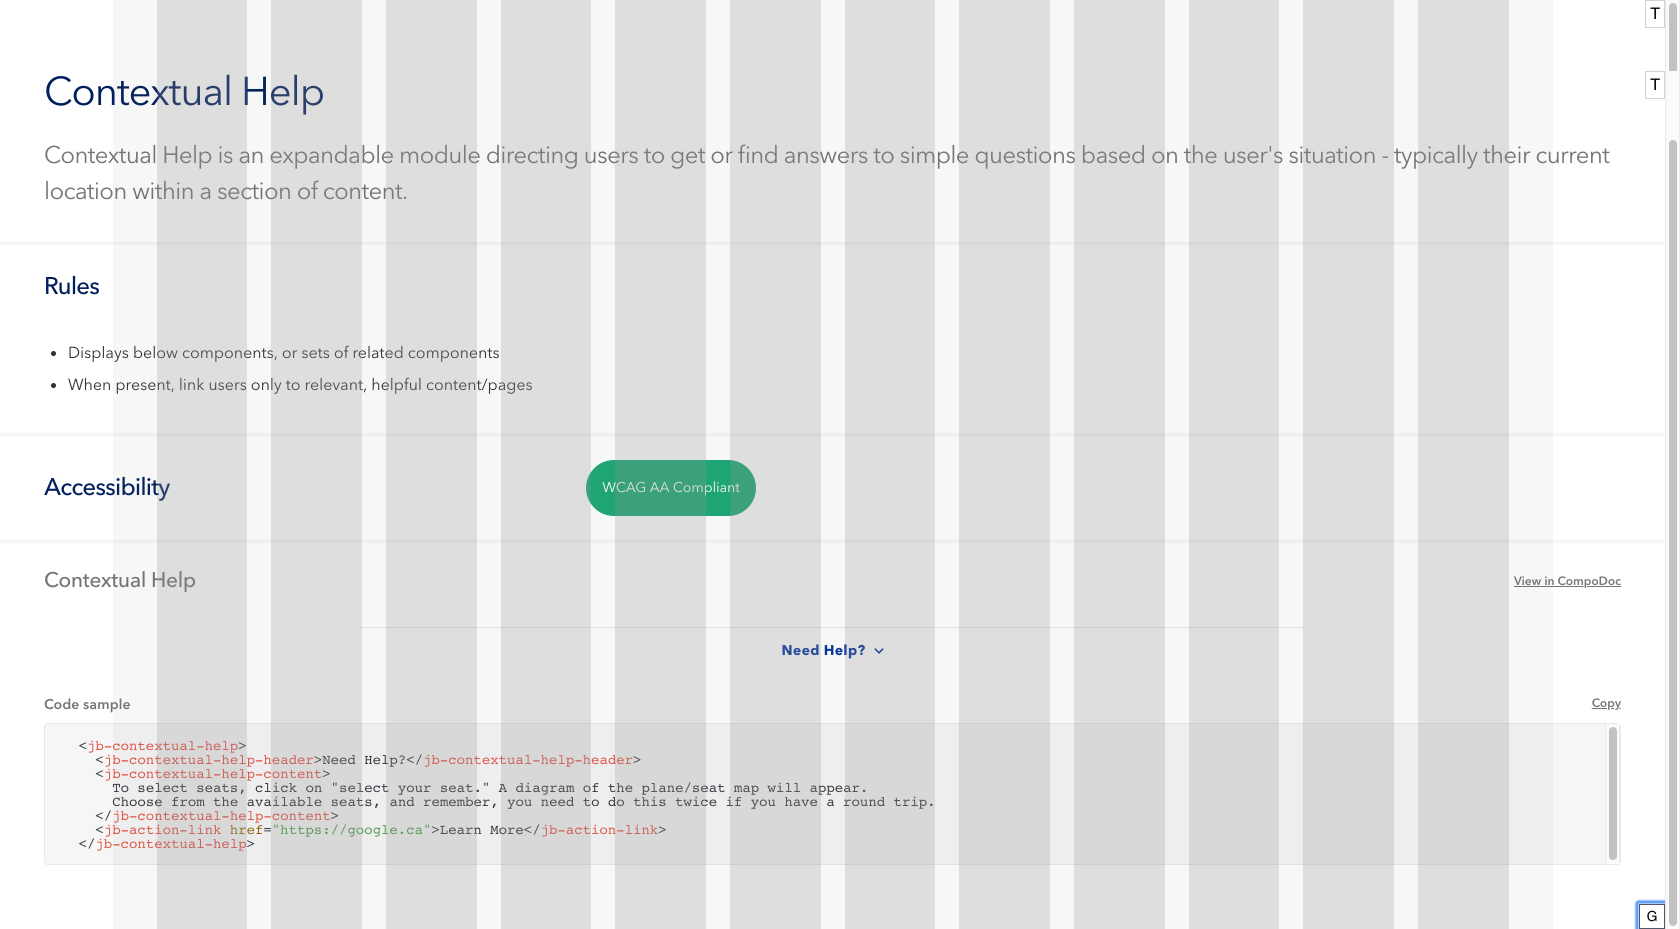 T
Contextual Help
T
Contextual Help is an expandable module directing users to get or find answers to simple questions based on the user's situation - typically their current
location within a section of content.
Rules
• Displays below components, or sets of related components
• When present, link users only to relevant, helpful content/pages
Accessibility
WCAG AA Compliant
Contextual Help
View in CompoDoc
Need Help?
Code sample
Copy
<jb-contextual-help>
<jb-contextual-help-header>Need Help?</jb-contextual-help-header>
<jb-contextual-help-content>
To select seats, click on "select your seat." A diagram of the plane/seat map will appear.
Choose from the available seats, and remember, you need to do this twice if you have a round trip.
</jb-contextual-help-content>
<jb-action-link href="https://google.ca">Learn More</jb-action-link>
</jb-contextual-help>
G